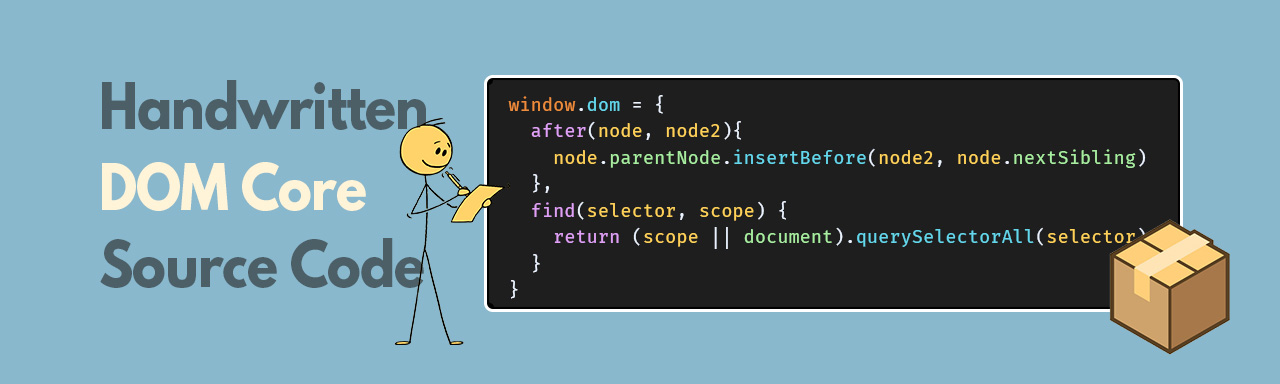 Handwritten
DOM Core
Source Code
window.dom = {
  after(node, node2){
    node.parentNode.insertBefore(node2, node.nextSibling)
  },
  find(selector, scope) {
    return (scope || document).querySelectorAll(selector)
  }
}